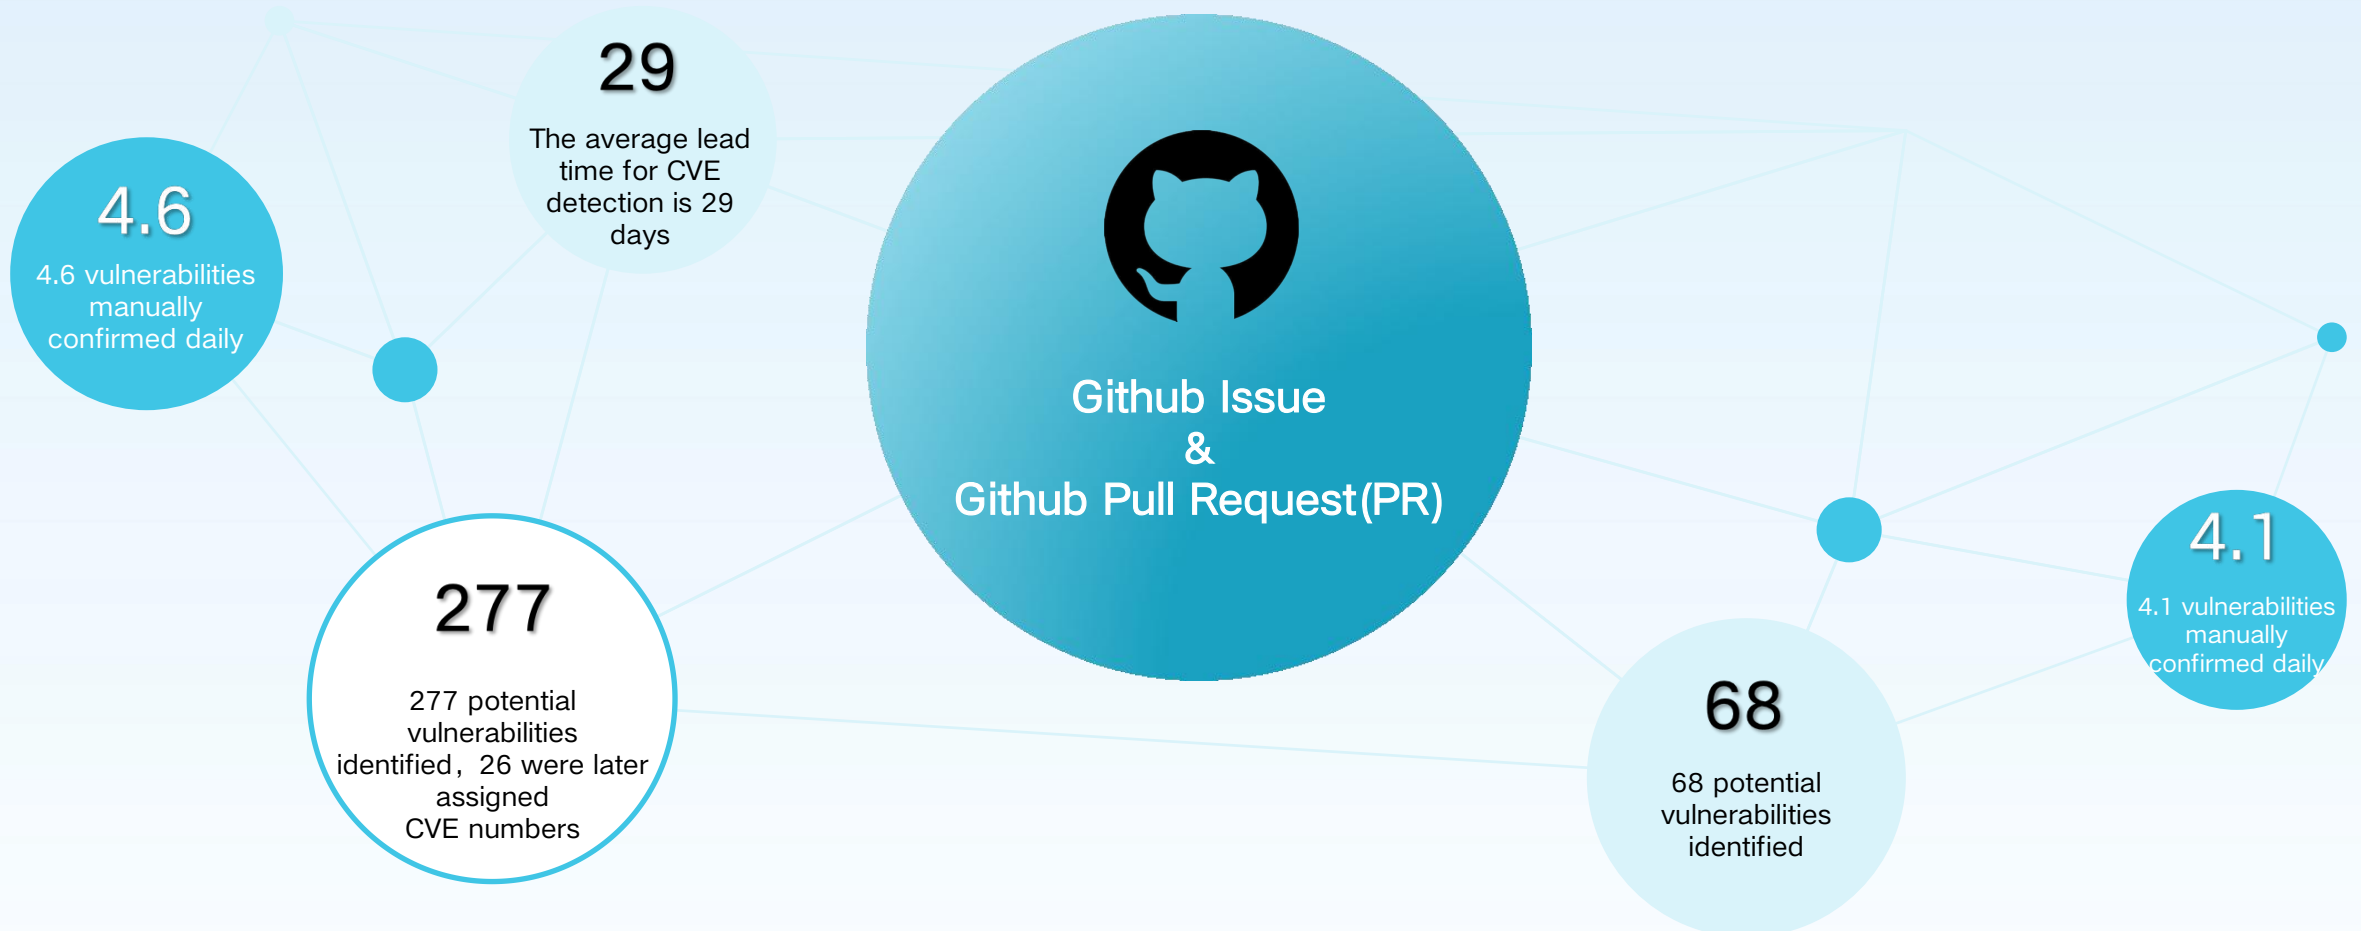 29
The average lead
time for CVE
detection is 29
days
4.6
4.6 vulnerabilities
manually
confirmed daily
Github Issue
&
Github Pull Request(PR)
277
277 potential
vulnerabilities
identified，26 were later
assigned
CVE numbers
4.1
4.1 vulnerabilities
manually
confirmed daily
68
68 potential
vulnerabilities
identified